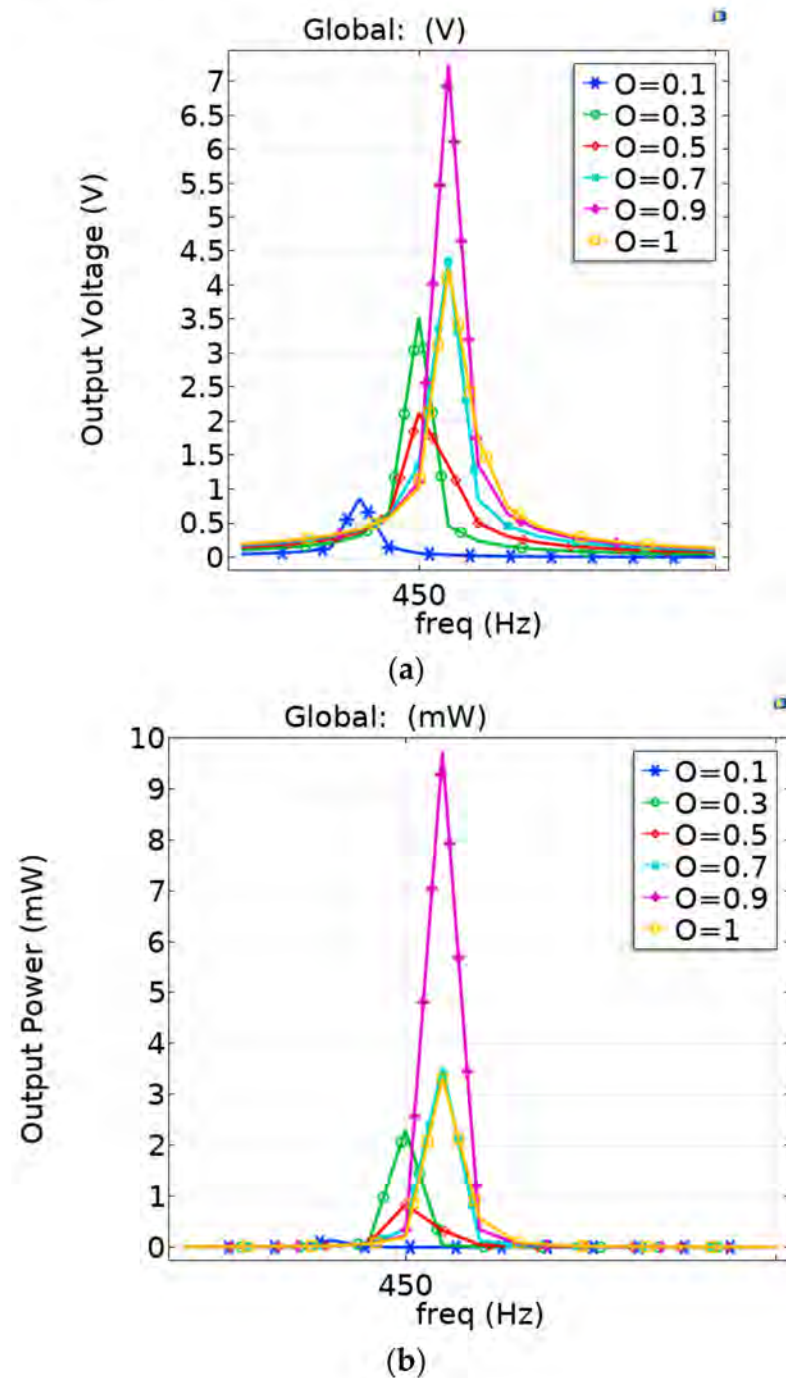 Global: (V)
Output Voltage (V)
7
6.5
6
5.5
5
4.5
4
3.5
3
2.5
2
1.5
1
0.5
0
O=0.1
O=0.3
O=0.5
O=0.7
O=0.9
O=1
450
freq (Hz)
(a)
Global: (mW)
Output Power (mW)
10
9
8
7
6
5
4
3
2
1
0
O=0.1
O=0.3
O=0.5
O=0.7
O=0.9
O=1
450
freq (Hz)
(b)